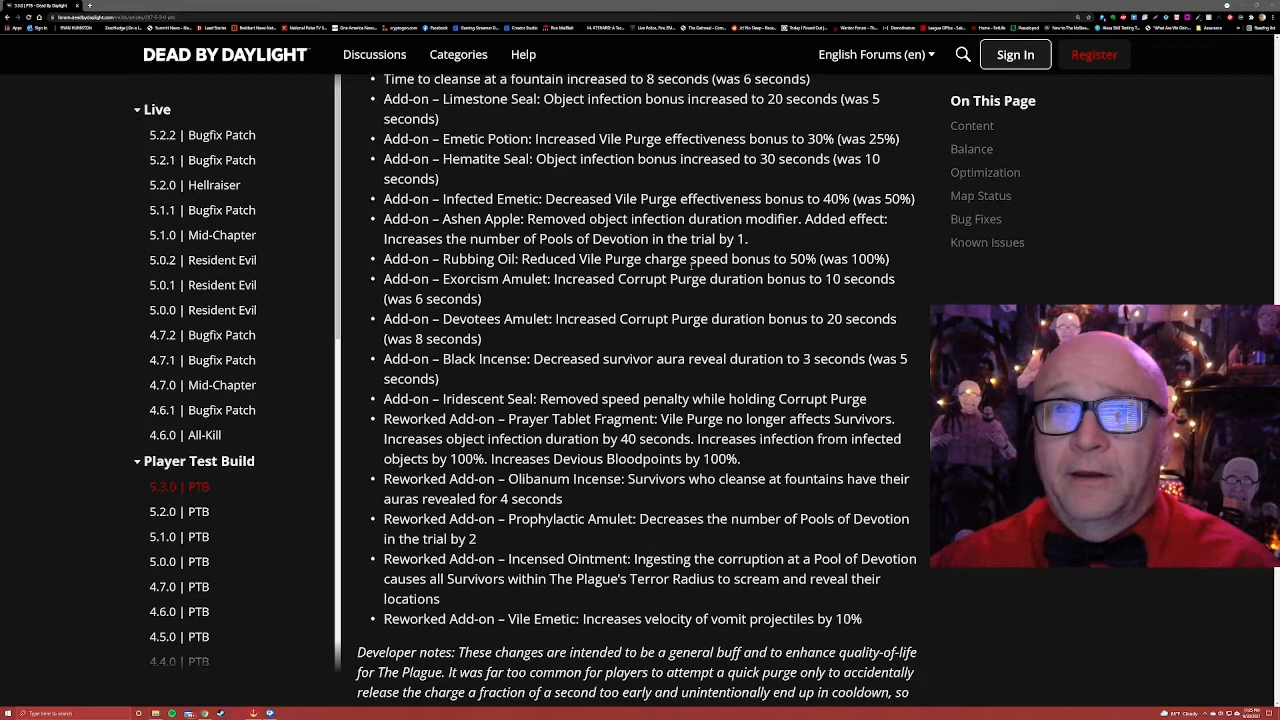 5.3.0 | PTB - Dead By Daylight
forum.deadbydaylight.com
DEAD BY DAYLIGHT
Discussions
Categories
Help
English Forums (en)
Sign In
Register
Live
5.2.2 | Bugfix Patch
5.2.1 | Bugfix Patch
5.2.0 | Hellraiser
5.1.1 | Bugfix Patch
5.1.0 | Mid-Chapter
5.0.2 | Resident Evil
5.0.1 | Resident Evil
5.0.0 | Resident Evil
4.7.2 | Bugfix Patch
4.7.1 | Bugfix Patch
4.7.0 | Mid-Chapter
4.6.1 | Bugfix Patch
4.6.0 | All-Kill
Player Test Build
5.3.0 | PTB
5.2.0 | PTB
5.1.0 | PTB
5.0.0 | PTB
4.7.0 | PTB
4.6.0 | PTB
4.5.0 | PTB
4.4.0 | PTB
• Time to cleanse at a fountain increased to 8 seconds (was 6 seconds)
• Add-on – Limestone Seal: Object infection bonus increased to 20 seconds (was 5
seconds)
• Add-on – Emetic Potion: Increased Vile Purge effectiveness bonus to 30% (was 25%)
• Add-on – Hematite Seal: Object infection bonus increased to 30 seconds (was 10
seconds)
• Add-on – Infected Emetic: Decreased Vile Purge effectiveness bonus to 40% (was 50%)
• Add-on – Ashen Apple: Removed object infection duration modifier. Added effect:
Increases the number of Pools of Devotion in the trial by 1.
• Add-on – Rubbing Oil: Reduced Vile Purge charge speed bonus to 50% (was 100%)
• Add-on – Exorcism Amulet: Increased Corrupt Purge duration bonus to 10 seconds
(was 6 seconds)
• Add-on – Devotees Amulet: Increased Corrupt Purge duration bonus to 20 seconds
(was 8 seconds)
• Add-on – Black Incense: Decreased survivor aura reveal duration to 3 seconds (was 5
seconds)
• Add-on – Iridescent Seal: Removed speed penalty while holding Corrupt Purge
• Reworked Add-on – Prayer Tablet Fragment: Vile Purge no longer affects Survivors.
Increases object infection duration by 40 seconds. Increases infection from infected
objects by 100%. Increases Devious Bloodpoints by 100%.
• Reworked Add-on – Olibanum Incense: Survivors who cleanse at fountains have their
auras revealed for 4 seconds
• Reworked Add-on – Prophylactic Amulet: Decreases the number of Pools of Devotion
in the trial by 2
• Reworked Add-on – Incensed Ointment: Ingesting the corruption at a Pool of Devotion
causes all Survivors within The Plague's Terror Radius to scream and reveal their
locations
• Reworked Add-on – Vile Emetic: Increases velocity of vomit projectiles by 10%
Developer notes: These changes are intended to be a general buff and to enhance quality-of-life
for The Plague. It was far too common for players to attempt a quick purge only to accidentally
release the charge a fraction of a second too early and unintentionally end up in cooldown, so
On This Page
Content
Balance
Optimization
Map Status
Bug Fixes
Known Issues
Type here to search